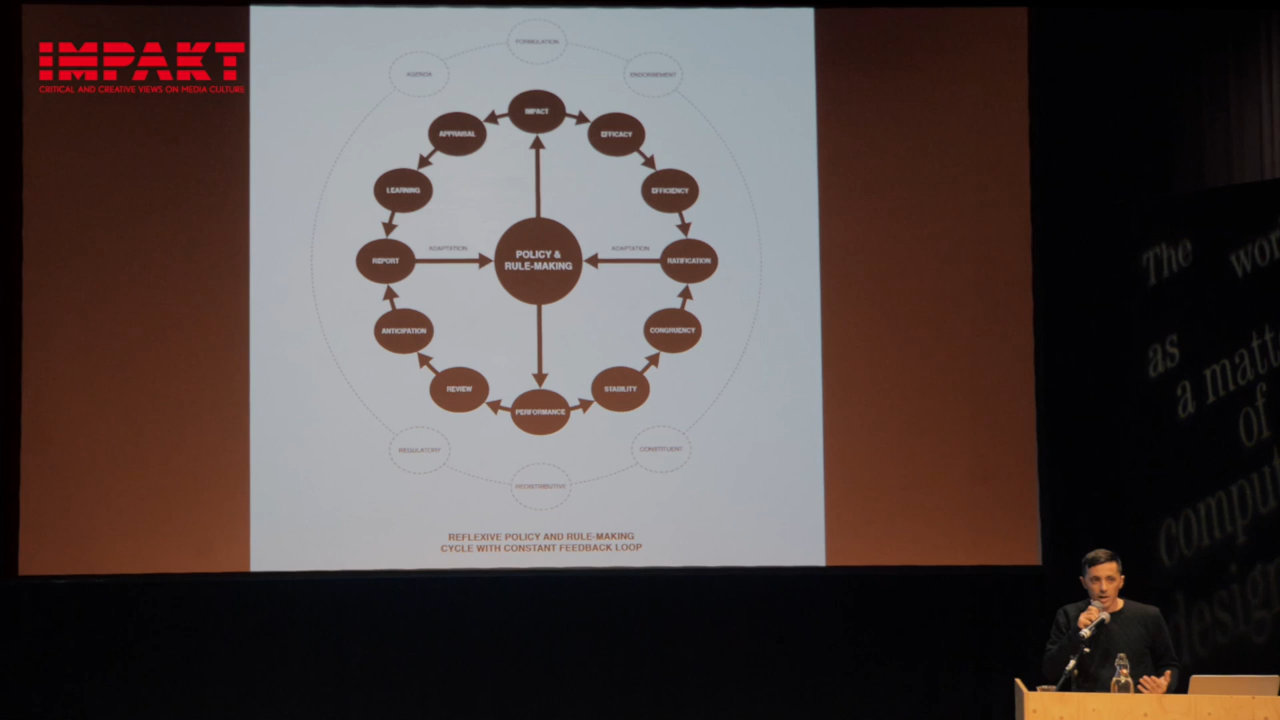 IMPAKT
CRITICAL AND CREATIVE VIEWS ON MEDIA CULTURE
FORMULATION
AGENDA
ENDORSEMENT
IMPACT
APPRAISAL
EFFICACY
LEARNING
EFFICIENCY
ADAPTATION
ADAPTATION
REPORT
POLICY &
RULE-MAKING
RATIFICATION
ANTICIPATION
CONGRUENCY
REVIEW
STABILITY
PERFORMANCE
REGULATORY
CONSTITUENT
REDISTRIBUTIVE
REFLEXIVE POLICY AND RULE-MAKING
CYCLE WITH CONSTANT FEEDBACK LOOP
The wor
as
a matt
of
compu
design